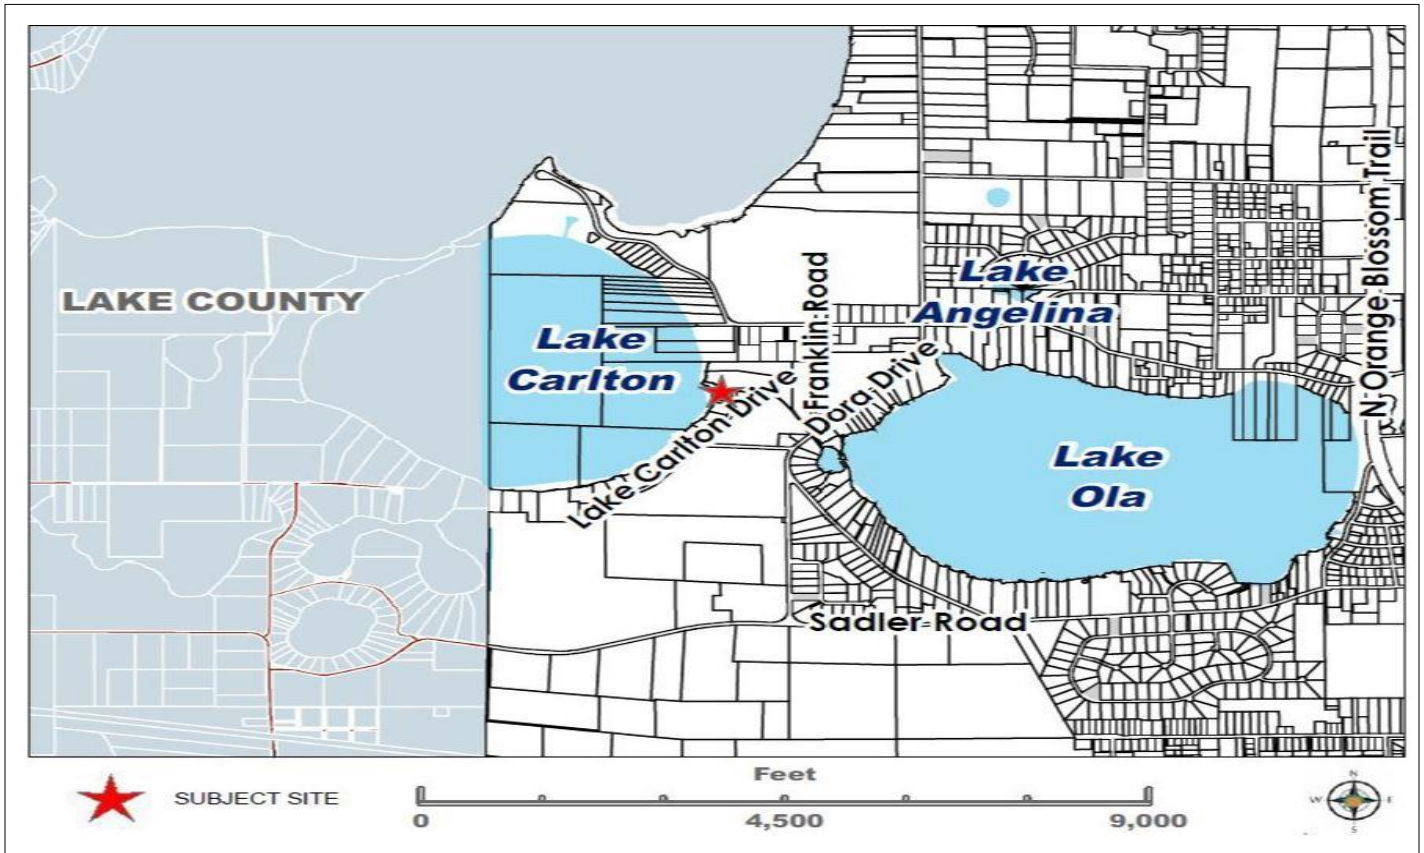 N Orange Blossom Trail
Franklin Road
Lake
Angelina
LAKE COUNTY
Lake
Carlton
Dora Drive
Lake Carlton Drive
Lake
Ola
Sadler Road
Feet
SUBJECT SITE
0 4,500 9,000
N
W E
S